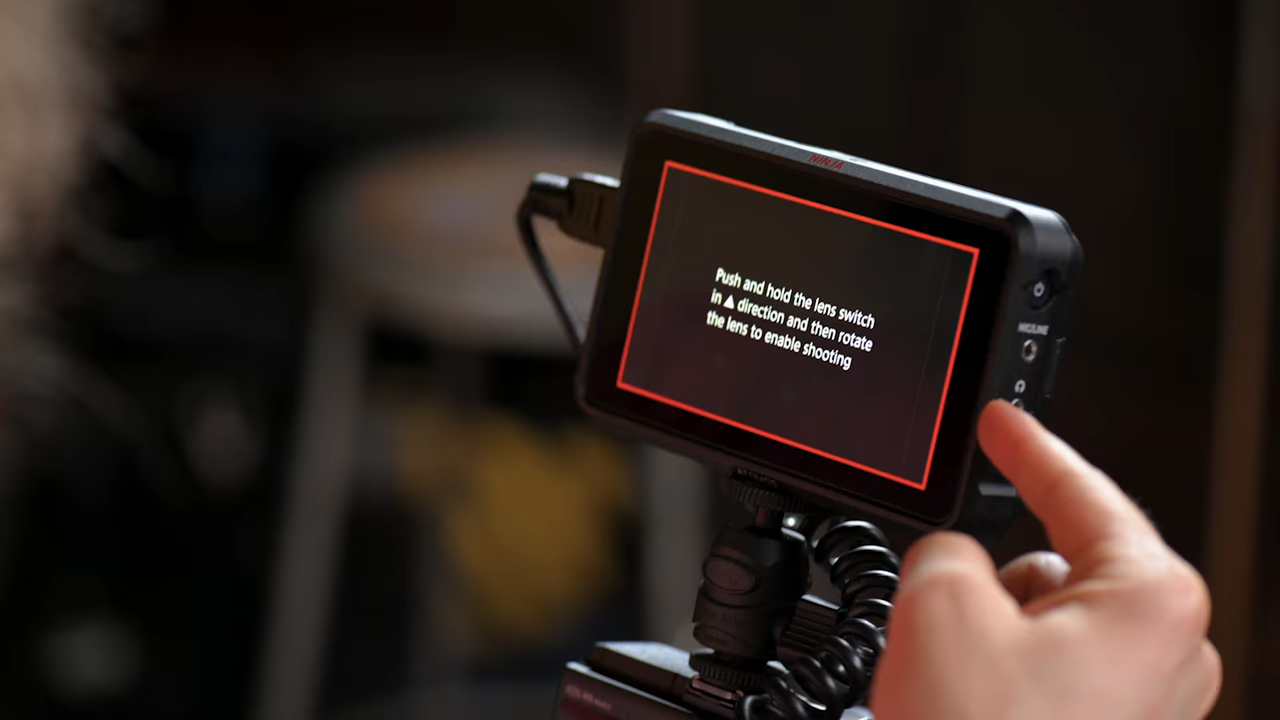 NINJA
Push and hold the lens switch
in ▲ direction and then rotate
the lens to enable shooting
MIC/LINE